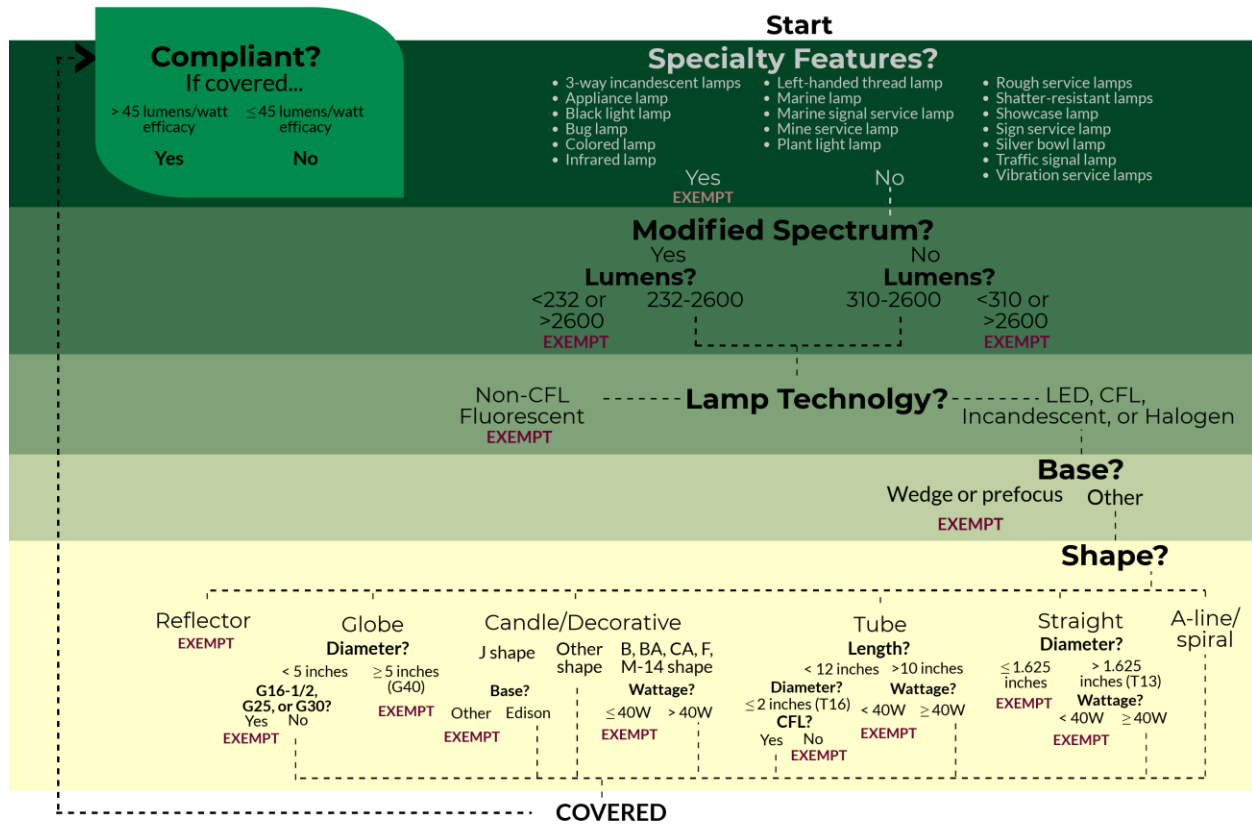 Start
Compliant?
If covered...
> 45 lumens/watt
efficacy
≤ 45 lumens/watt
efficacy
Yes
No
Specialty Features?
• 3-way incandescent lamps
• Appliance lamp
• Black light lamp
• Bug lamp
• Colored lamp
• Infrared lamp
• Left-handed thread lamp
• Marine lamp
• Marine signal service lamp
• Mine service lamp
• Plant light lamp
• Rough service lamps
• Shatter-resistant lamps
• Showcase lamp
• Sign service lamp
• Silver bowl lamp
• Traffic signal lamp
• Vibration service lamps
Yes
EXEMPT
No
Modified Spectrum?
Yes
No
Lumens?
Lumens?
<232 or
>2600
EXEMPT
232-2600
310-2600
<310 or
>2600
EXEMPT
Non-CFL
Fluorescent
EXEMPT
Lamp Technolgy?
LED, CFL,
Incandescent, or Halogen
Base?
Wedge or prefocus
EXEMPT
Other
Shape?
Reflector
EXEMPT
Globe
Diameter?
< 5 inches
≥ 5 inches
(G40)
EXEMPT
G16-1/2,
G25, or G30?
Yes
No
EXEMPT
Candle/Decorative
J shape
Other
shape
B, BA, CA, F,
M-14 shape
Base?
Other
Edison
EXEMPT
Wattage?
≤ 40W
> 40W
EXEMPT
Tube
Length?
< 12 inches
>10 inches
Diameter?
≤ 2 inches (T16)
CFL?
Yes
No
EXEMPT
Wattage?
< 40W
≥ 40W
EXEMPT
Straight
Diameter?
≤ 1.625
inches
EXEMPT
> 1.625
inches (T13)
Wattage?
< 40W
≥ 40W
EXEMPT
A-line/
spiral
COVERED